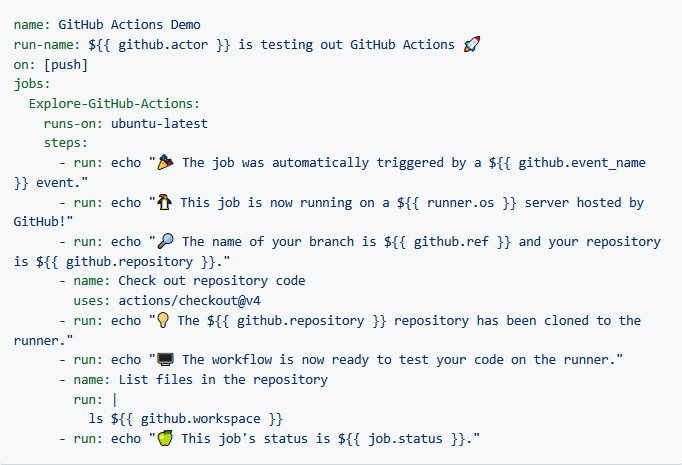 name: GitHub Actions Demo
run-name: ${{ github.actor }} is testing out GitHub Actions 🚀
on: [push]
jobs:
  Explore-GitHub-Actions:
    runs-on: ubuntu-latest
    steps:
      - run: echo "🎉 The job was automatically triggered by a ${{ github.event_name
}} event."
      - run: echo "🐧 This job is now running on a ${{ runner.os }} server hosted by
GitHub!"
      - run: echo "🔎 The name of your branch is ${{ github.ref }} and your repository
is ${{ github.repository }}."
      - name: Check out repository code
        uses: actions/checkout@v4
      - run: echo "💡 The ${{ github.repository }} repository has been cloned to the
runner."
      - run: echo "🖥️ The workflow is now ready to test your code on the runner."
      - name: List files in the repository
        run: |
          ls ${{ github.workspace }}
      - run: echo "🍏 This job's status is ${{ job.status }}."